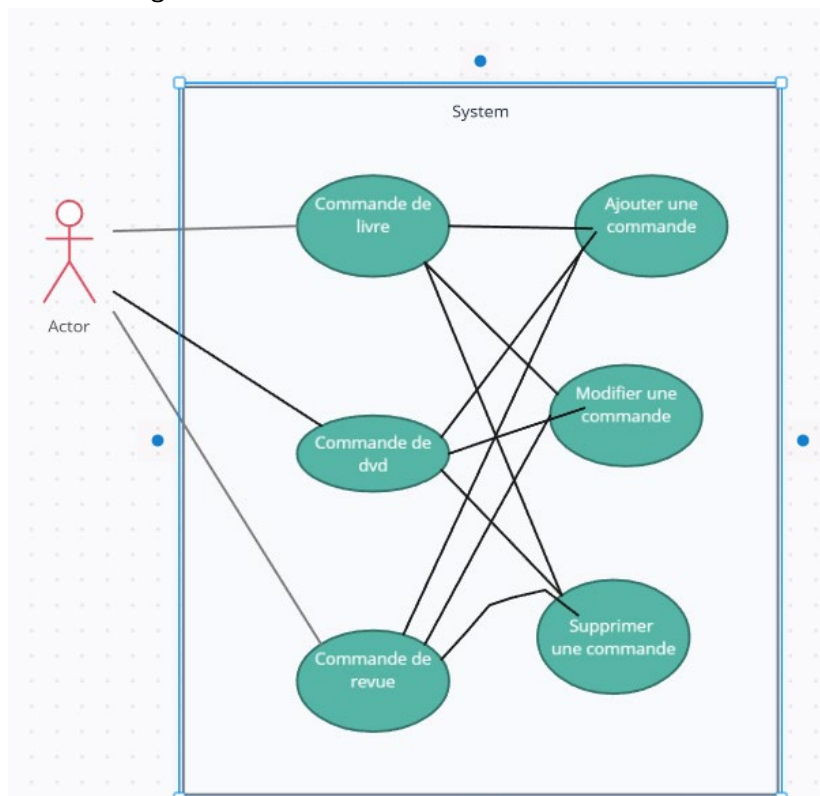 System
Commande de
livre
Ajouter une
commande
Actor
Modifier une
commande
Commande de
dvd
Supprimer
une commande
Commande de
revue